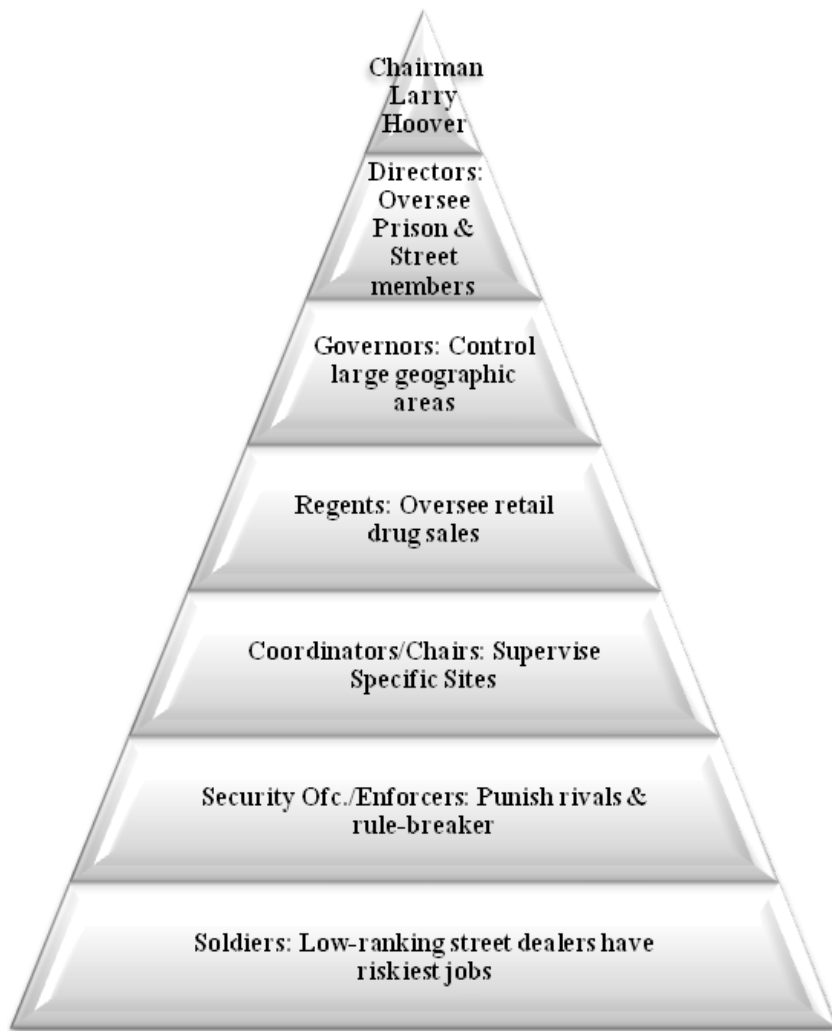 Chairman
Larry
Hoover
Directors:
Oversee
Prison &
Street
members
Governors: Control
large geographic
areas
Regents: Oversee retail
drug sales
Coordinators/Chairs: Supervise
Specific Sites
Security Ofc./Enforcers: Punish rivals &
rule-breaker
Soldiers: Low-ranking street dealers have
riskiest jobs